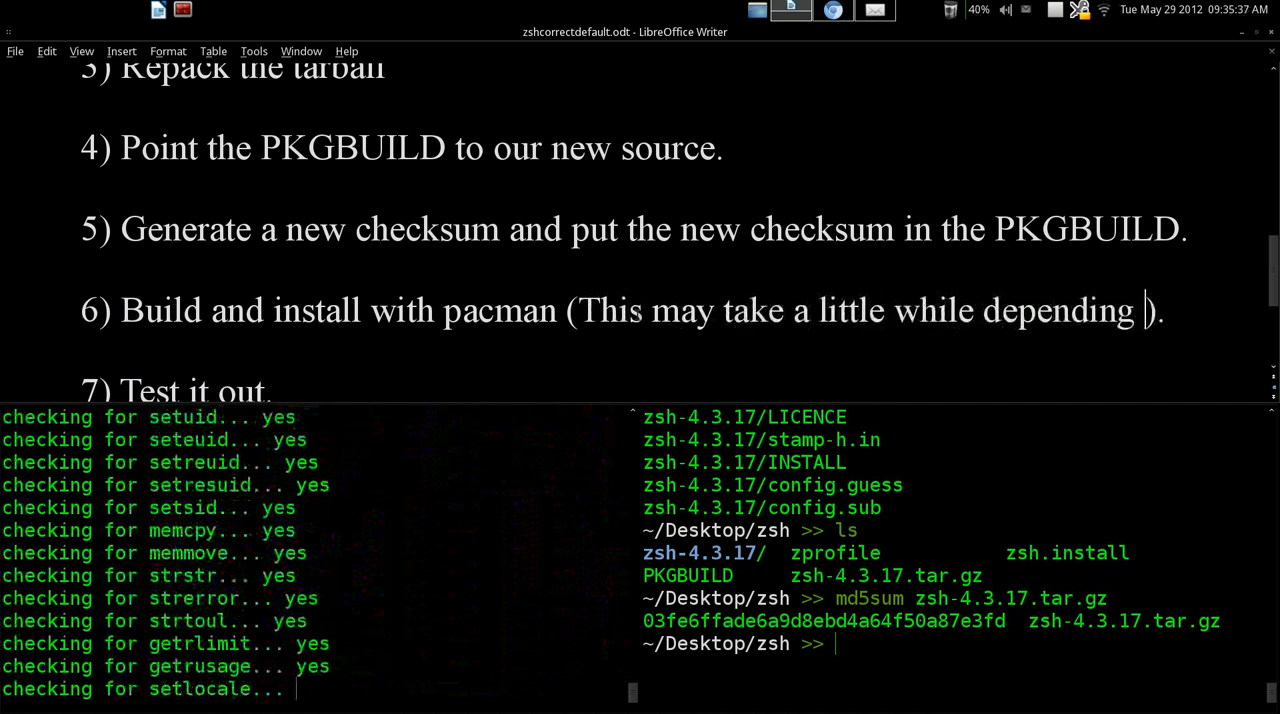 40%
Tue May 29 2012 09:35:37 AM
zshcorrectdefault.odt - LibreOffice Writer
File Edit View Insert Format Table Tools Window Help
3) Repack the tarball
4) Point the PKGBUILD to our new source.
5) Generate a new checksum and put the new checksum in the PKGBUILD.
6) Build and install with pacman (This may take a little while depending ).
7) Test it out.
checking for setuid... yes
checking for seteuid... yes
checking for setreuid... yes
checking for setresuid... yes
checking for setsid... yes
checking for memcpy... yes
checking for memmove... yes
checking for strstr... yes
checking for strerror... yes
checking for strtoul... yes
checking for getrlimit... yes
checking for getrusage... yes
checking for setlocale...
zsh-4.3.17/LICENCE
zsh-4.3.17/stamp-h.in
zsh-4.3.17/INSTALL
zsh-4.3.17/config.guess
zsh-4.3.17/config.sub
~/Desktop/zsh >> ls
zsh-4.3.17/ zprofile zsh.install
PKGBUILD zsh-4.3.17.tar.gz
~/Desktop/zsh >> md5sum zsh-4.3.17.tar.gz
03fe6ffade6a9d8ebd4a64f50a87e3fd zsh-4.3.17.tar.gz
~/Desktop/zsh >>